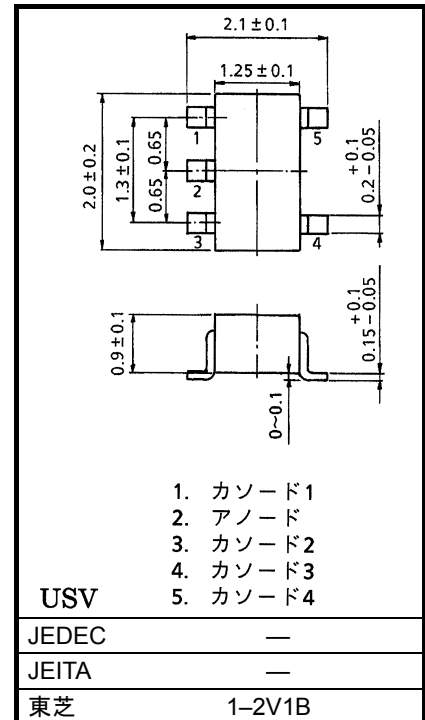 2.1±0.1
1.25±0.1
1
5
2
3
4
2.0±0.2
1.3±0.1
0.65
0.65
+0.1
0.2-0.05
0.9±0.1
+0.1
0.15-0.05
0~0.1
1. カソード1
2. アノード
3. カソード2
4. カソード3
USV 5. カソード4
JEDEC —
JEITA —
東芝 1–2V1B